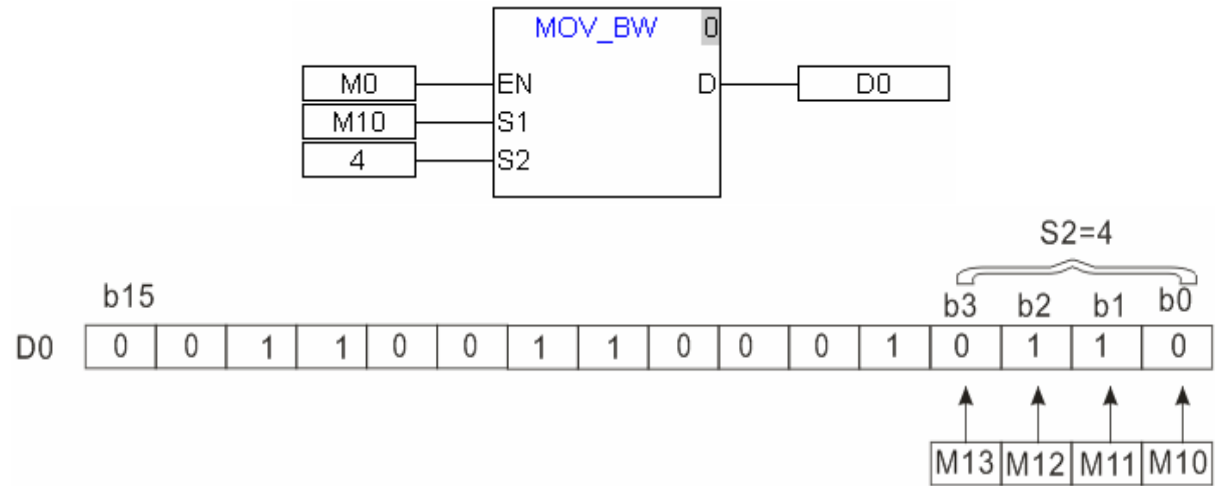 MOV_BW 0
M0 EN D D0
M10 S1
4 S2
S2=4
b15 b3 b2 b1 b0
D0 0 0 1 1 0 0 1 1 0 0 0 1 0 1 1 0
M13 M12 M11 M10